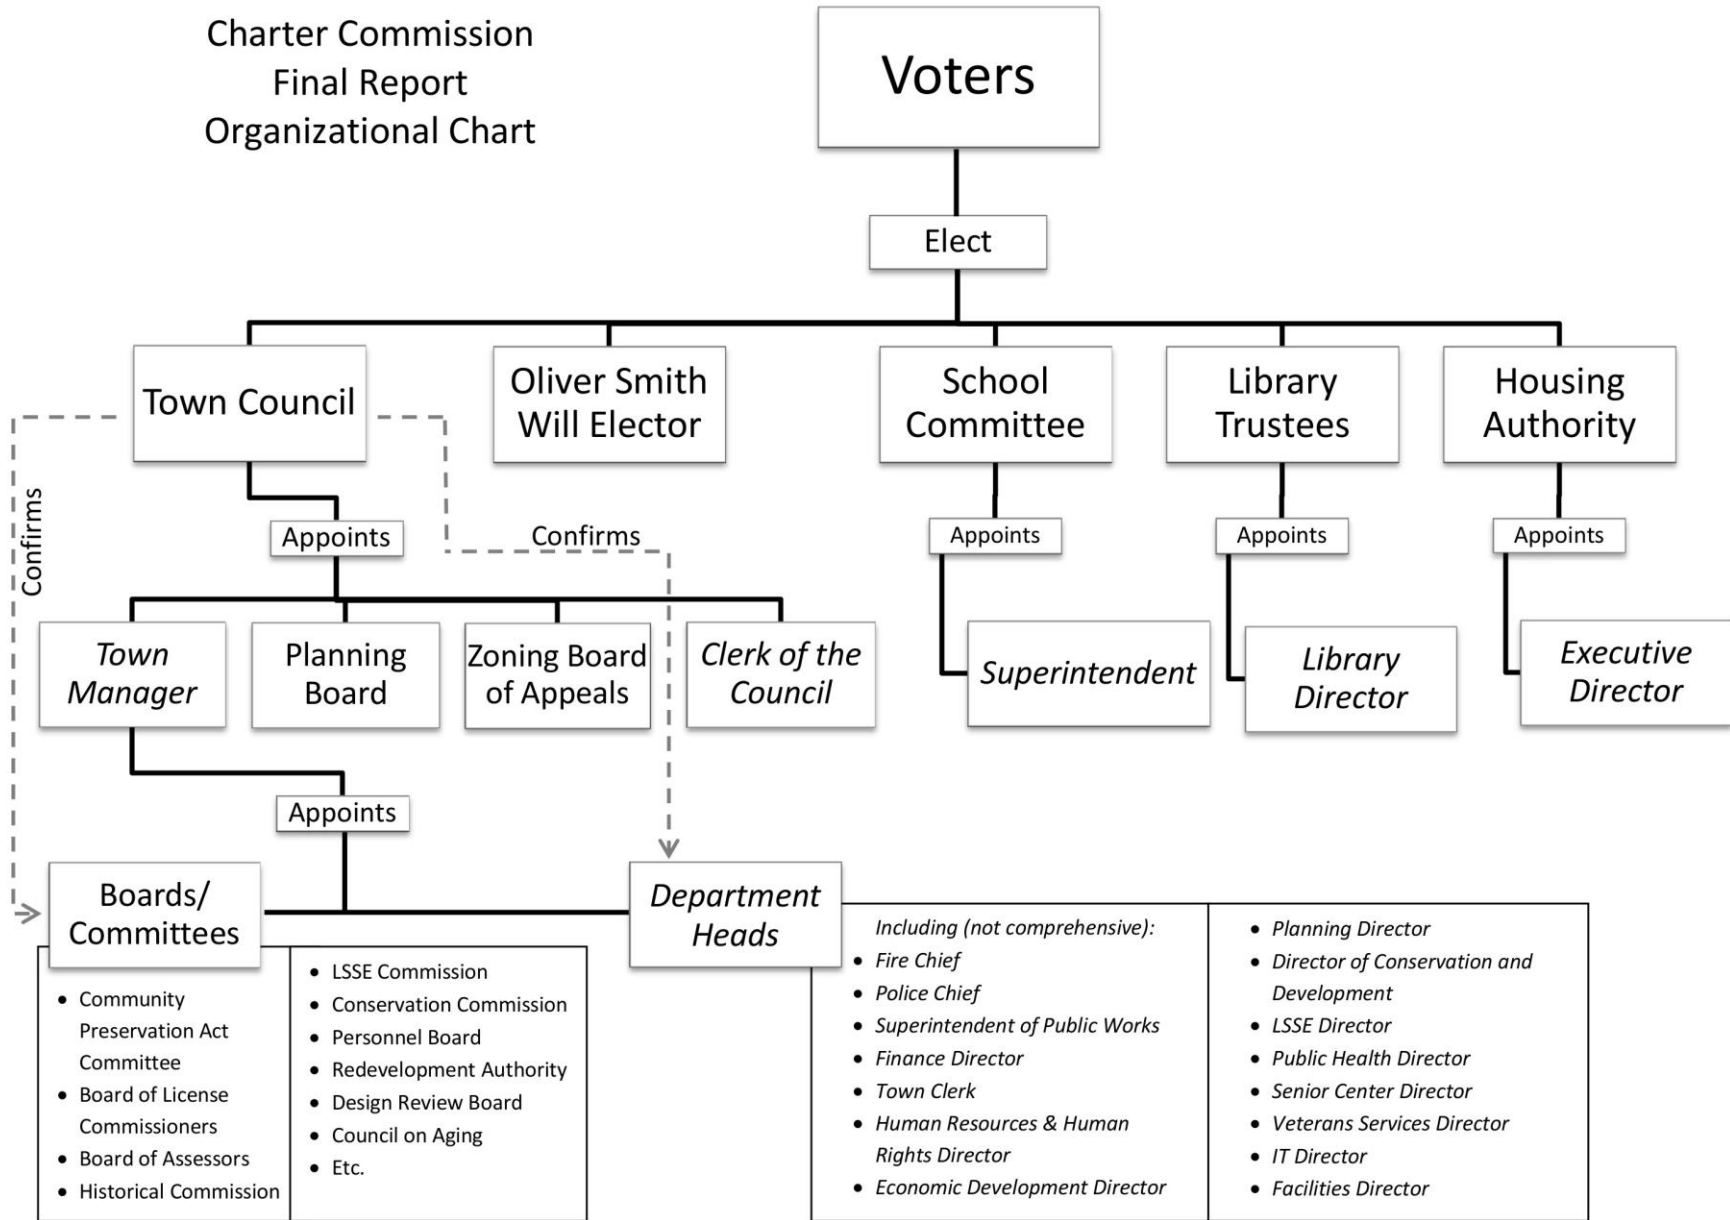 Charter Commission
Final Report
Organizational Chart
Voters
Elect
Town Council
Oliver Smith
Will Elector
School
Committee
Library
Trustees
Housing
Authority
Confirms
Appoints
Confirms
Appoints
Appoints
Appoints
Town
Manager
Planning
Board
Zoning Board
of Appeals
Clerk of the
Council
Superintendent
Library
Director
Executive
Director
Appoints
Boards/
Committees
Department
Heads
• Community
Preservation Act
Committee
• Board of License
Commissioners
• Board of Assessors
• Historical Commission
• LSSE Commission
• Conservation Commission
• Personnel Board
• Redevelopment Authority
• Design Review Board
• Council on Aging
• Etc.
Including (not comprehensive):
• Fire Chief
• Police Chief
• Superintendent of Public Works
• Finance Director
• Town Clerk
• Human Resources & Human
Rights Director
• Economic Development Director
• Planning Director
• Director of Conservation and
Development
• LSSE Director
• Public Health Director
• Senior Center Director
• Veterans Services Director
• IT Director
• Facilities Director